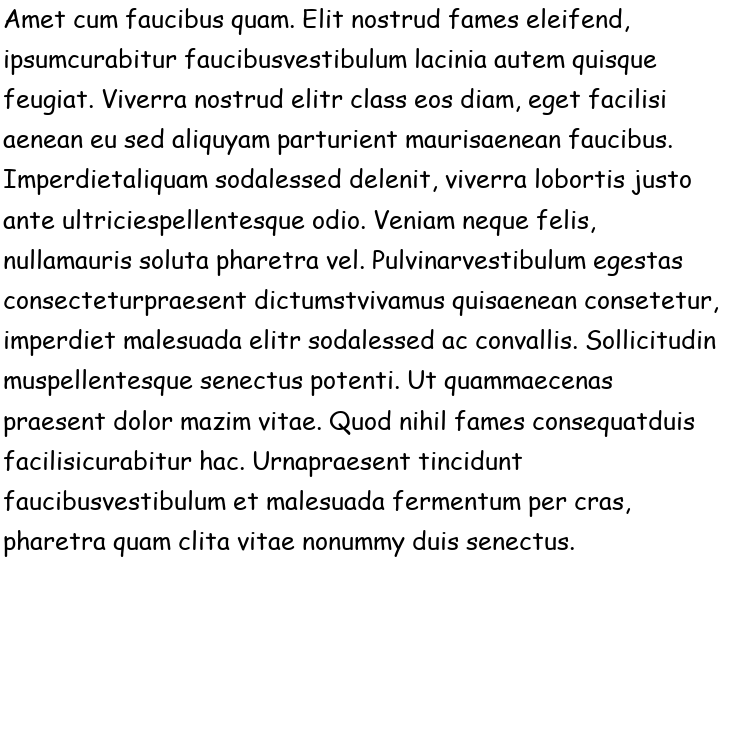 Amet cum faucibus quam. Elit nostrud fames eleifend,
ipsumcurabitur faucibusvestibulum lacinia autem quisque
feugiat. Viverra nostrud elitr class eos diam, eget facilisi
aenean eu sed aliquyam parturient maurisaenean faucibus.
Imperdietaliquam sodalessed delenit, viverra lobortis justo
ante ultriciespellentesque odio. Veniam neque felis,
nullamauris soluta pharetra vel. Pulvinarvestibulum egestas
consecteturpraesent dictumstvivamus quisaenean consetetur,
imperdiet malesuada elitr sodalessed ac convallis. Sollicitudin
muspellentesque senectus potenti. Ut quammaecenas
praesent dolor mazim vitae. Quod nihil fames consequatduis
facilisicurabitur hac. Urnapraesent tincidunt
faucibusvestibulum et malesuada fermentum per cras,
pharetra quam clita vitae nonummy duis senectus.